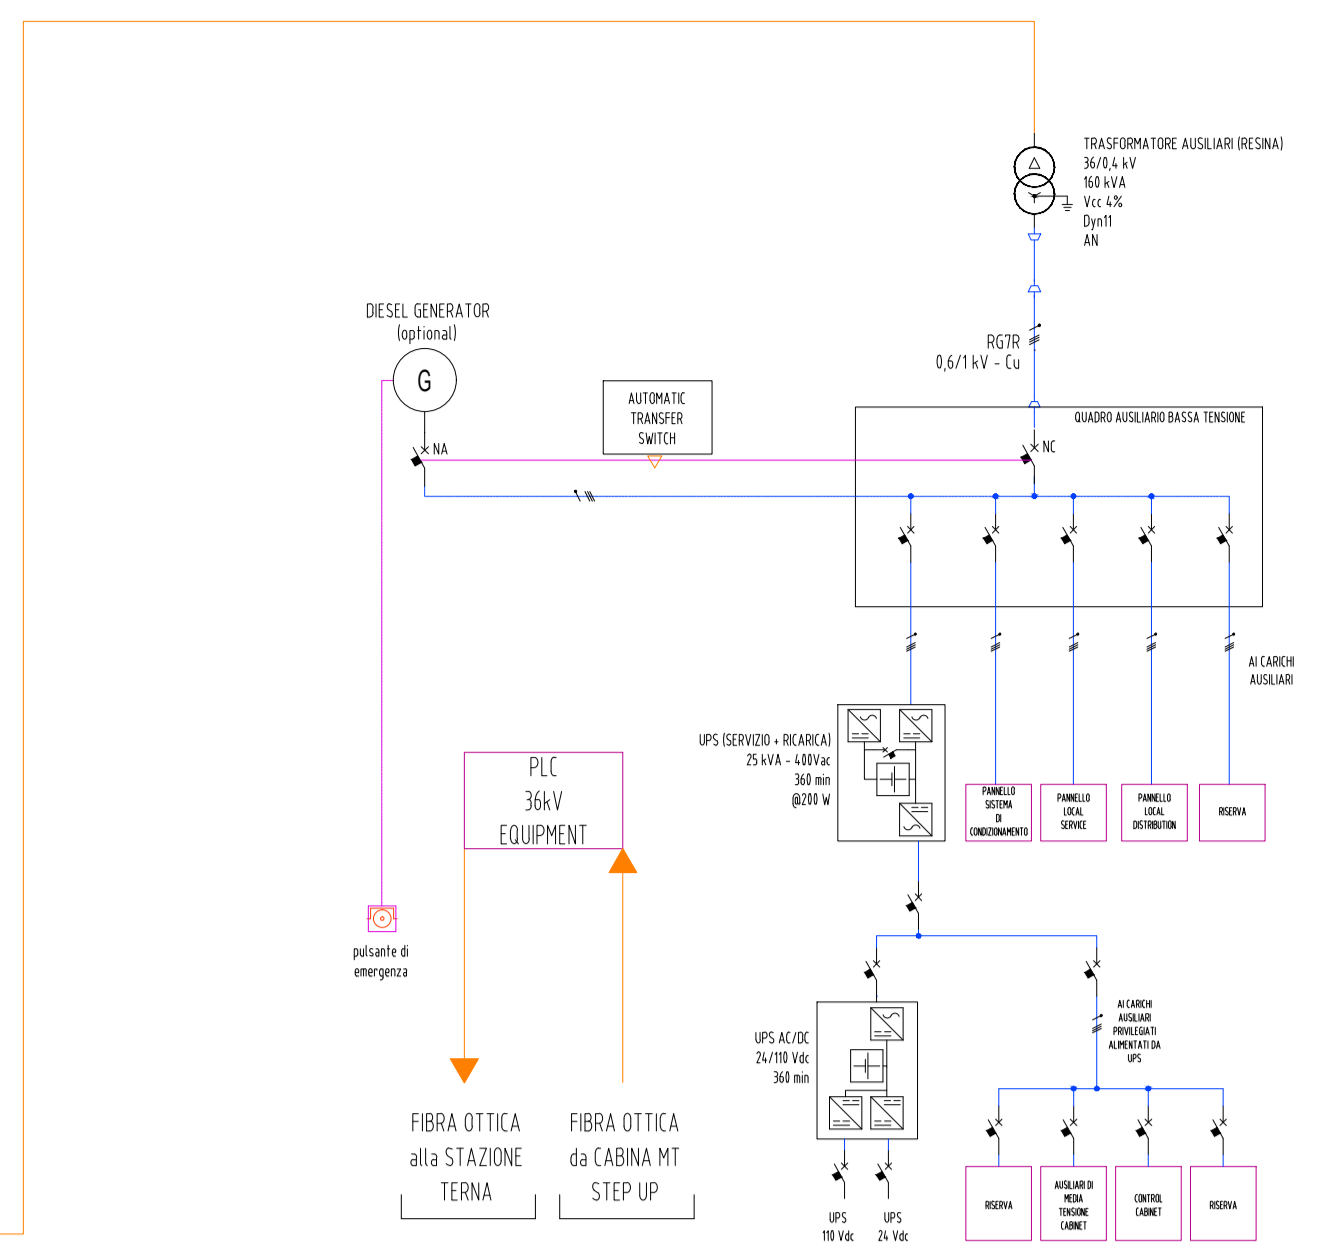 TRASFORMATORE AUSILIARI (RESINA)
36/0,4 kV
160 kVA
Vcc 4%
Dyn11
AN
DIESEL GENERATOR
(optional)
G
NA
AUTOMATIC
TRANSFER
SWITCH
RG7R
0,6/1 kV - Cu
QUADRO AUSILIARIO BASSA TENSIONE
NC
AI CARICHI
AUSILIARI
UPS (SERVIZIO + RICARICA)
25 kVA - 400Vac
360 min
@200 W
PLC
36kV
EQUIPMENT
PANNELLO
SISTEMA
DI
CONDIZIONAMENTO
PANNELLO
LOCAL
SERVICE
PANNELLO
LOCAL
DISTRIBUTION
RISERVA
pulsante di
emergenza
UPS AC/DC
24/110 Vdc
360 min
AI CARICHI
AUSILIARI
PRIVILEGIATI
ALIMENTATI DA
UPS
FIBRA OTTICA
alla STAZIONE
TERNA
FIBRA OTTICA
da CABINA MT
STEP UP
UPS
110 Vdc
UPS
24 Vdc
RISERVA
AUSILIARI DI
MEDIA
TENSIONE
CABINET
CONTROL
CABINET
RISERVA